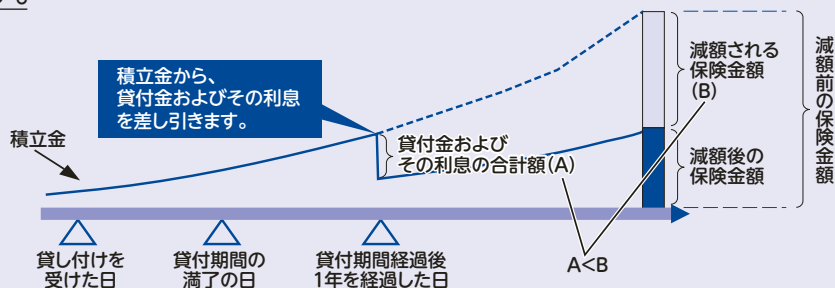 積立金から、
貸付金およびその利息
を差し引きます。
積立金
貸付金および
その利息の合計額(A)
減額される
保険金額
(B)
減額後の
保険金額
減額前の保険金額
貸し付けを
受けた日
貸付期間の
満了の日
貸付期間経過後
1年を経過した日
A<B